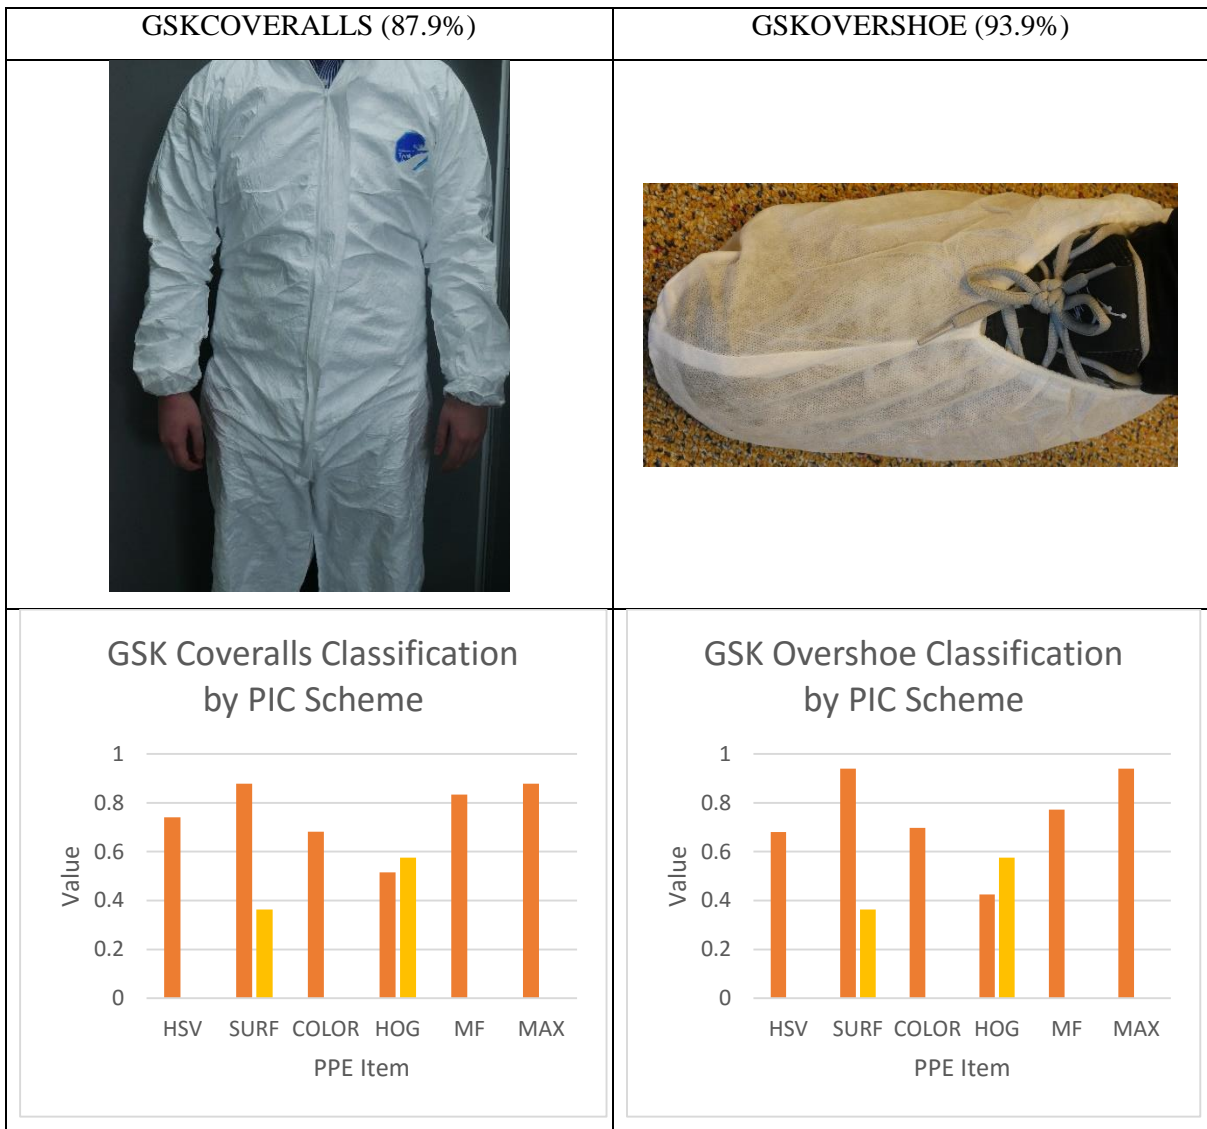 GSKCOVERALLS (87.9%)
GSKOVERSHOE (93.9%)
GSK Coveralls Classification
by PIC Scheme
Value
1
0.8
0.6
0.4
0.2
0
HSV SURF COLOR HOG MF MAX
PPE Item
GSK Overshoe Classification
by PIC Scheme
Value
1
0.8
0.6
0.4
0.2
0
HSV SURF COLOR HOG MF MAX
PPE Item